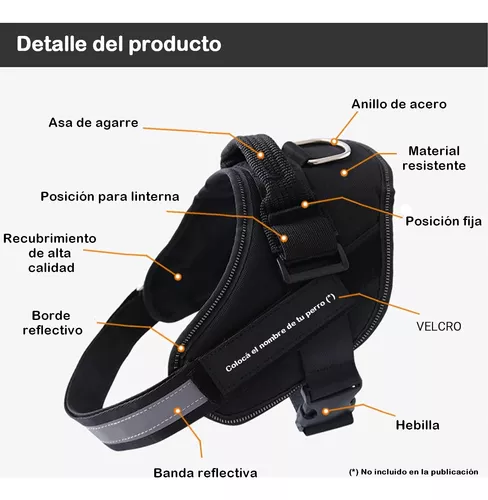 Detalle del producto
Anillo de acero
Asa de agarre
Material
resistente
Posición para linterna
Posición fija
Recubrimiento
de alta
calidad
Borde
reflectivo
VELCRO
Colocá el nombre de tu perro (*)
Hebilla
Banda reflectiva
(*) No incluido en la publicación